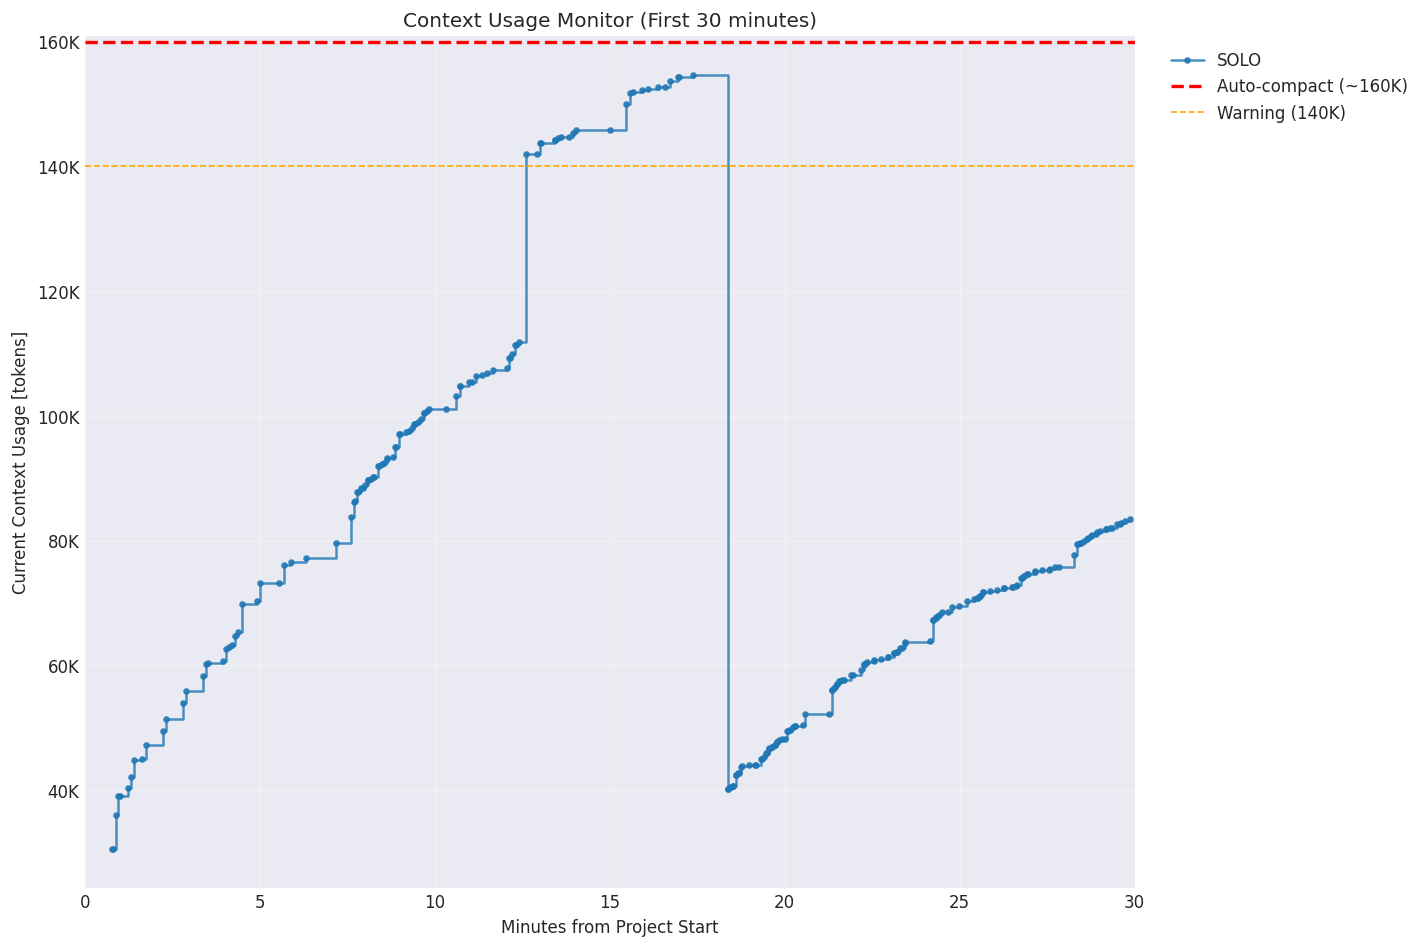 Context Usage Monitor (First 30 minutes)
SOLO
Auto-compact (~160K)
Warning (140K)
Current Context Usage [tokens]
160K
140K
120K
100K
80K
60K
40K
0 5 10 15 20 25 30
Minutes from Project Start